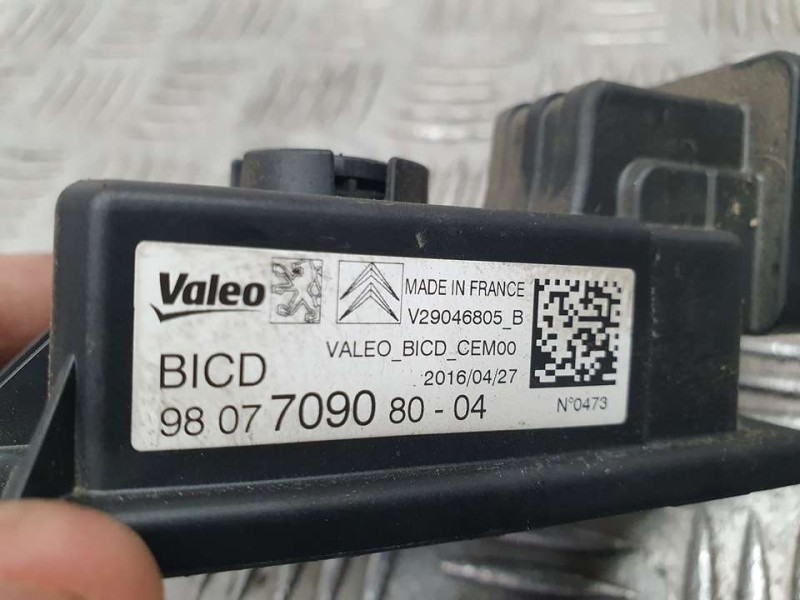 Valeo MADE IN FRANCE
V29046805_B
VALEO_BICD_CEM00
BICD 2016/04/27
98 07 7090 80 - 04 N°0473